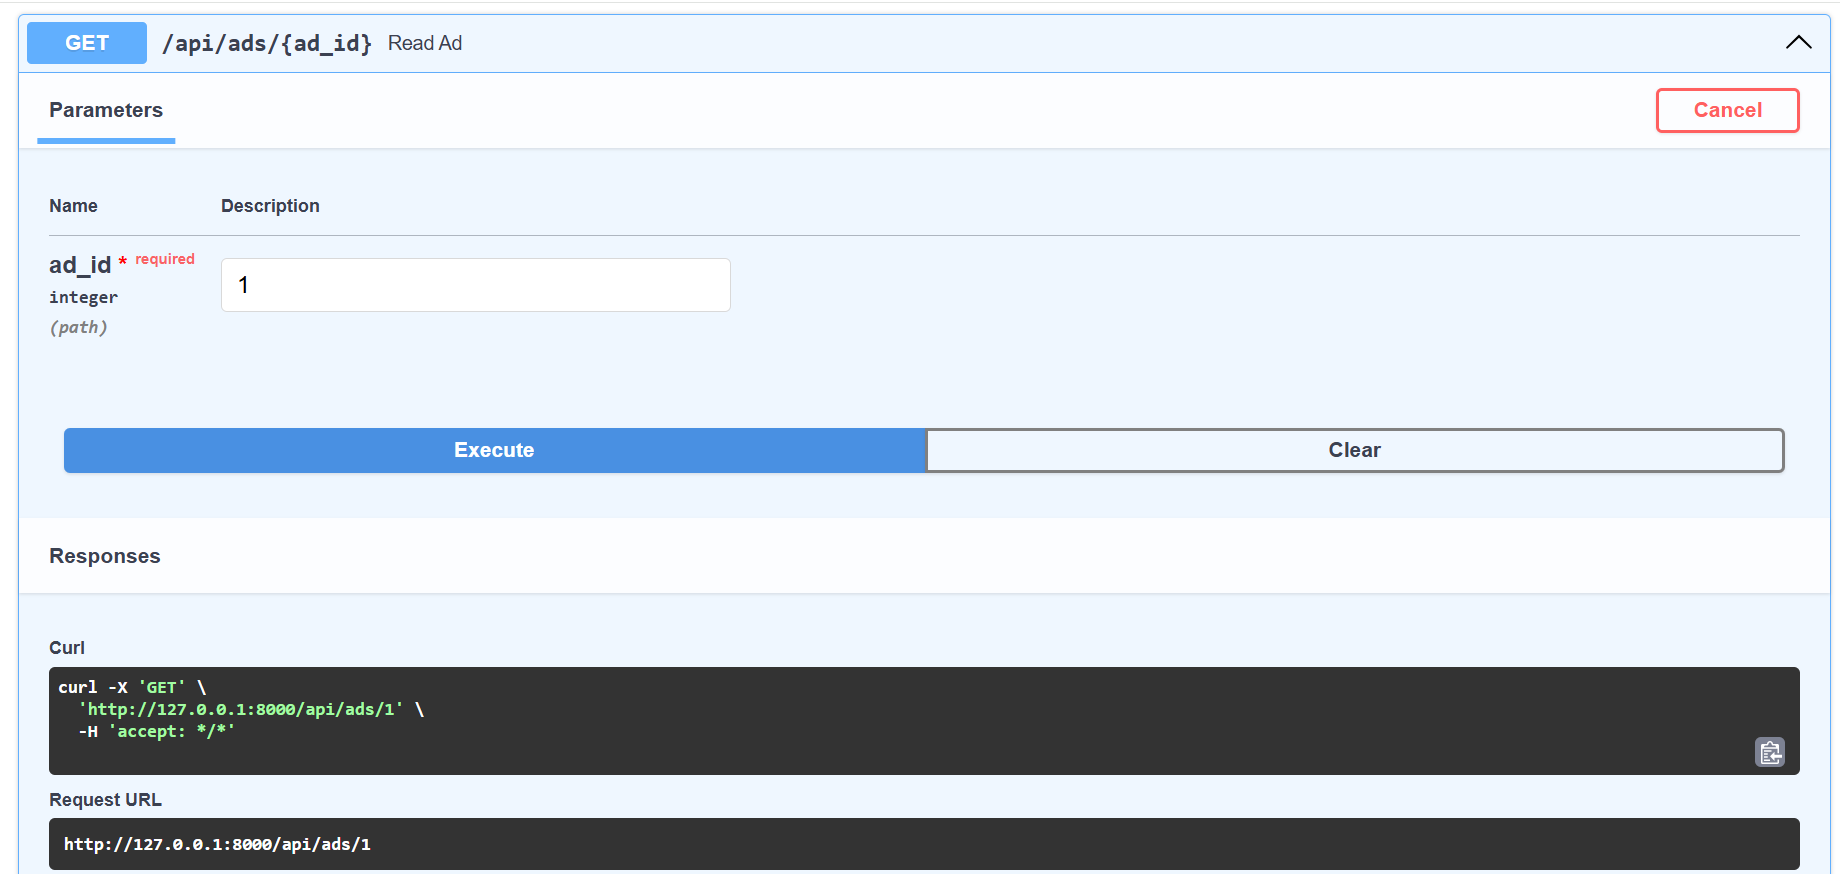 GET /api/ads/{ad_id} Read Ad
Parameters
Cancel
Name Description
ad_id * required
integer
(path)
1
Execute Clear
Responses
Curl
curl -X 'GET' \
  'http://127.0.0.1:8000/api/ads/1' \
  -H 'accept: */*'
Request URL
http://127.0.0.1:8000/api/ads/1